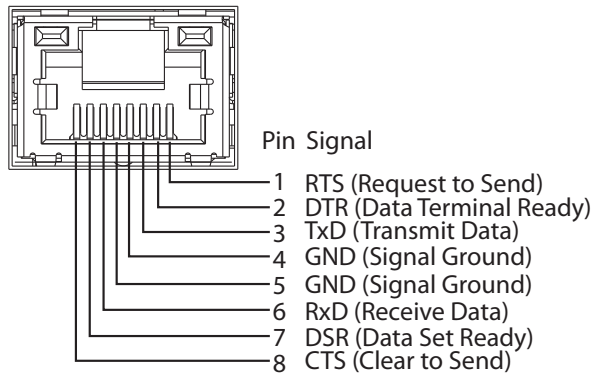 Pin Signal
1 RTS (Request to Send)
2 DTR (Data Terminal Ready)
3 TxD (Transmit Data)
4 GND (Signal Ground)
5 GND (Signal Ground)
6 RxD (Receive Data)
7 DSR (Data Set Ready)
8 CTS (Clear to Send)